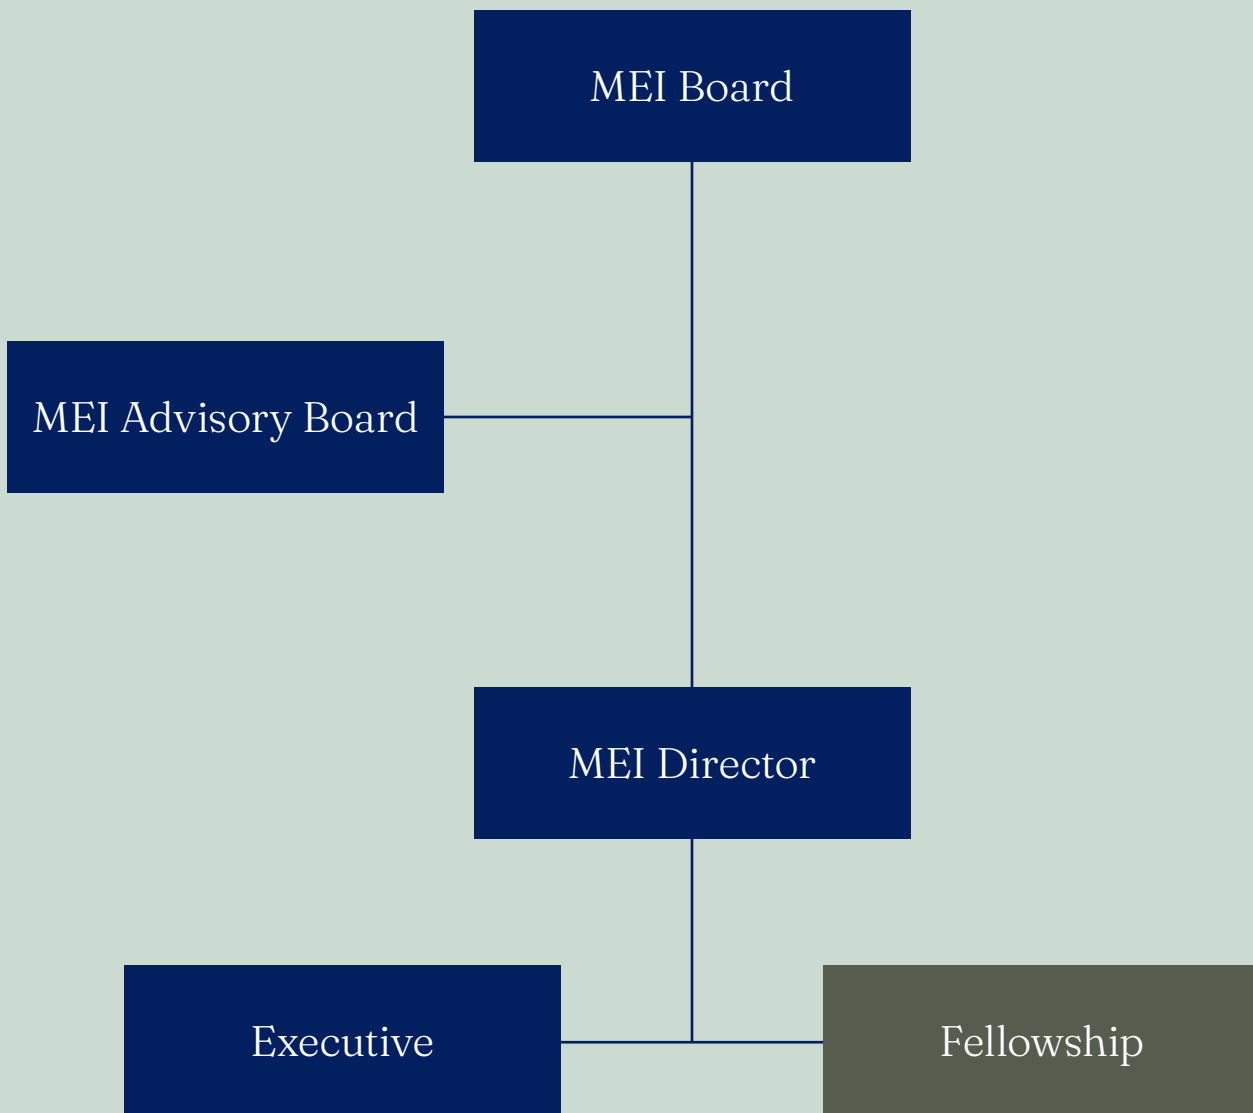 MEI Board
MEI Advisory Board
MEI Director
Executive
Fellowship